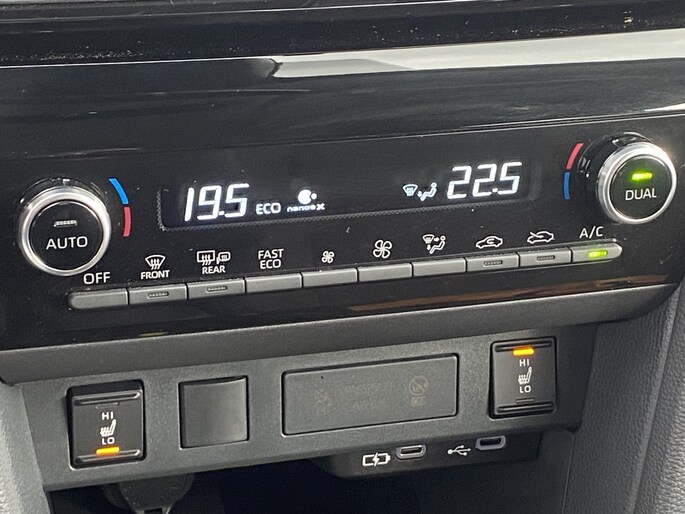 19.5 ECO nanoe X 22.5
AUTO
DUAL
OFF
FRONT
REAR
FAST
ECO
A/C
HI
LO
HI
LO